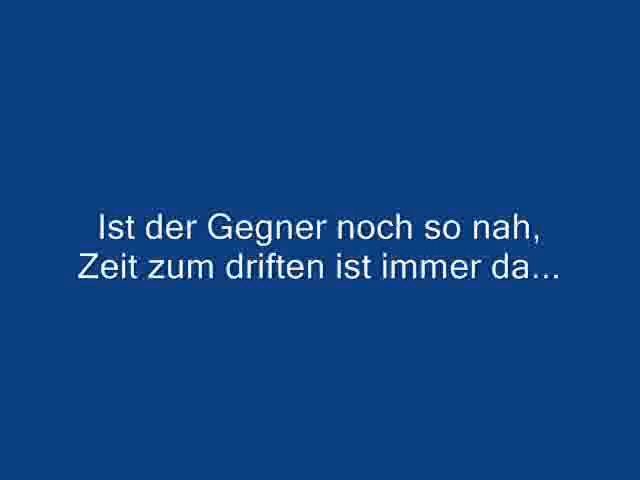 Ist der Gegner noch so nah,
Zeit zum driften ist immer da...